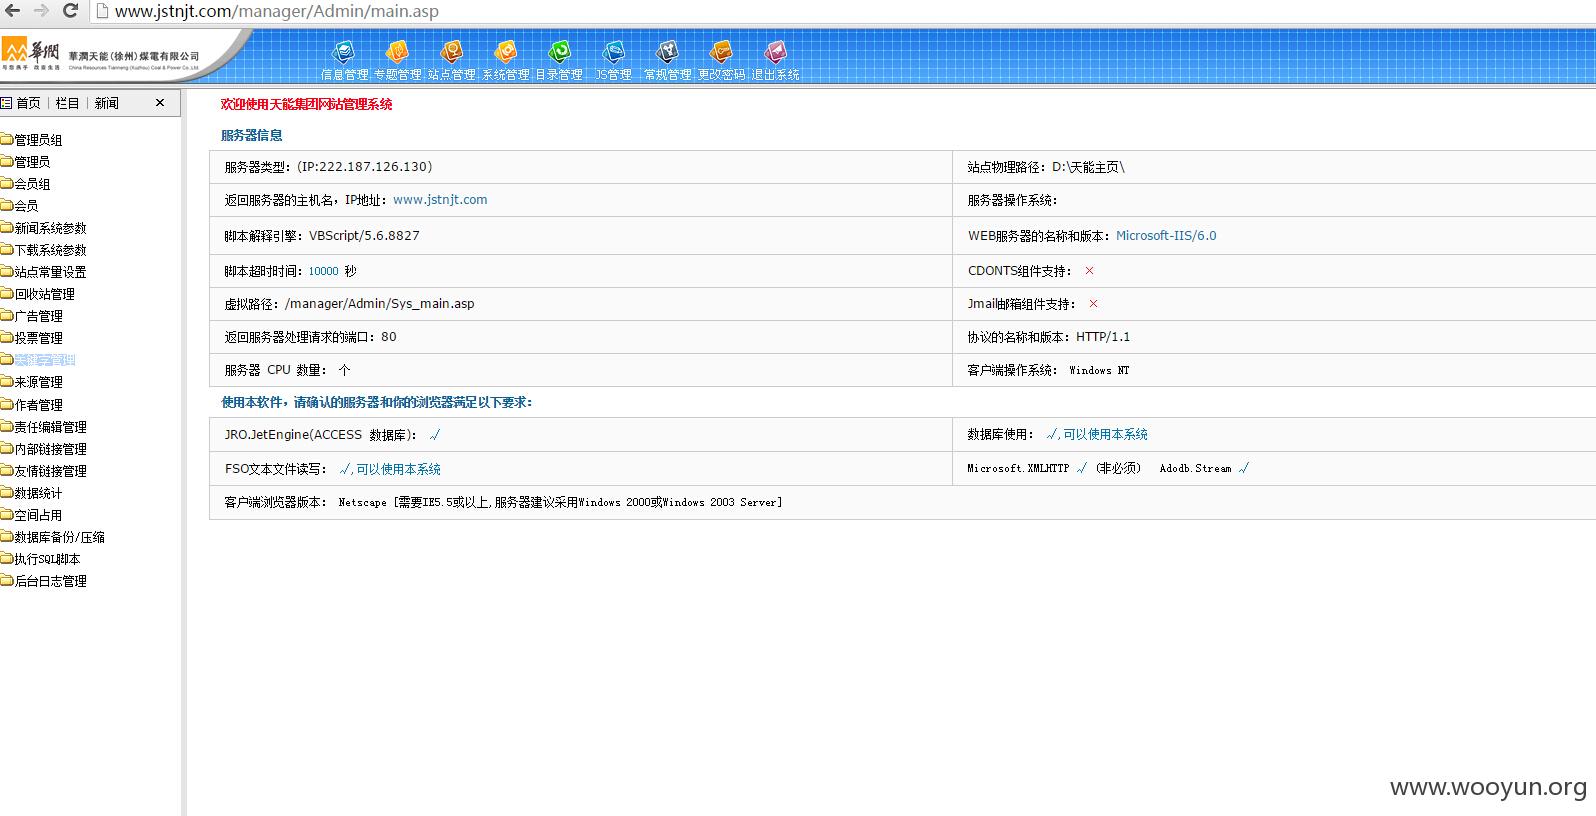 www.jstnjt.com/manager/Admin/main.asp
華潤 華潤天能(徐州)煤電有限公司
与您携手 改变生活 China Resources Tianneng (Xuzhou) Coal & Power Co.,Ltd.
信息管理 专题管理 站点管理 系统管理 目录管理 JS管理 常规管理 更改密码 退出系统
首页 栏目 新闻 ×
管理员组
管理员
会员组
会员
新闻系统参数
下载系统参数
站点常量设置
回收站管理
广告管理
投票管理
关键字管理
来源管理
作者管理
责任编辑管理
内部链接管理
友情链接管理
数据统计
空间占用
数据库备份/压缩
执行SQL脚本
后台日志管理
欢迎使用天能集团网站管理系统
服务器信息
服务器类型：(IP:222.187.126.130) 站点物理路径：D:\天能主页\
返回服务器的主机名，IP地址：www.jstnjt.com 服务器操作系统：
脚本解释引擎：VBScript/5.6.8827 WEB服务器的名称和版本：Microsoft-IIS/6.0
脚本超时时间：10000 秒 CDONTS组件支持： ×
虚拟路径：/manager/Admin/Sys_main.asp Jmail邮箱组件支持： ×
返回服务器处理请求的端口：80 协议的名称和版本：HTTP/1.1
服务器 CPU 数量： 个 客户端操作系统： Windows NT
使用本软件，请确认的服务器和你的浏览器满足以下要求：
JRO.JetEngine(ACCESS 数据库)： √ 数据库使用： √,可以使用本系统
FSO文本文件读写： √,可以使用本系统 Microsoft.XMLHTTP √ (非必须) Adodb.Stream √
客户端浏览器版本： Netscape [需要IE5.5或以上,服务器建议采用Windows 2000或Windows 2003 Server]
www.wooyun.org